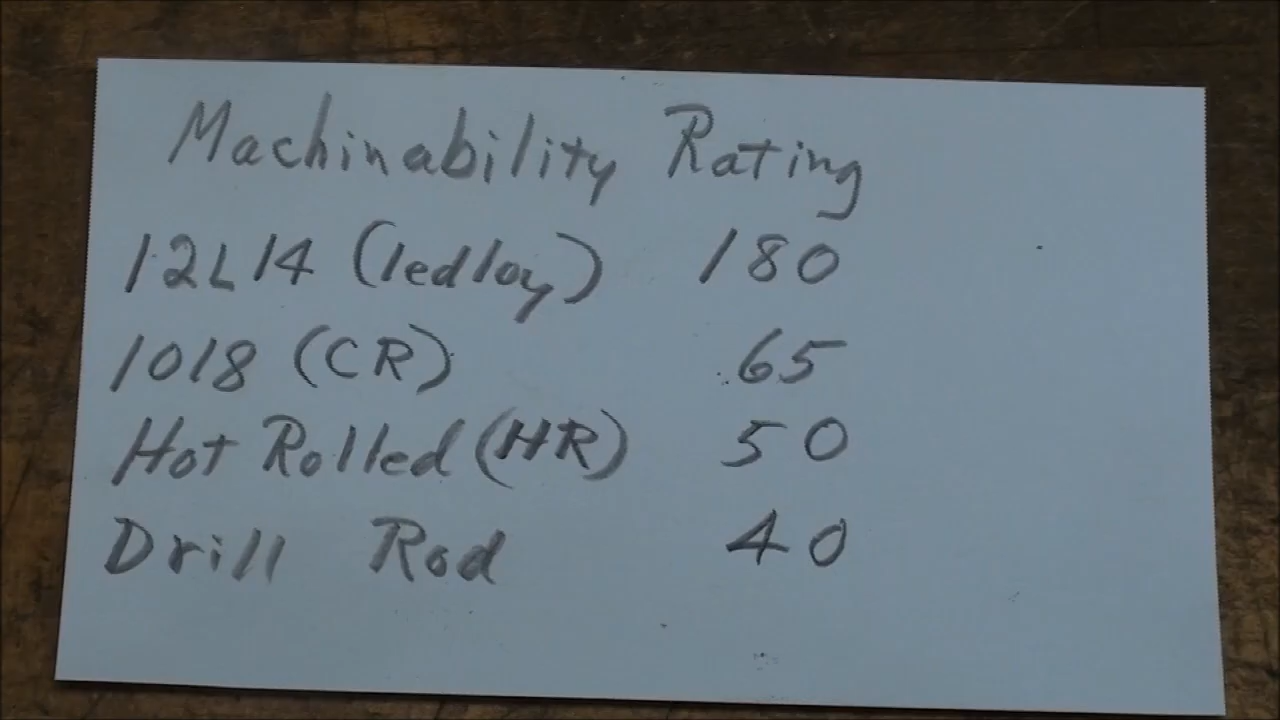 Machinability Rating
12L14 (ledloy) 180
1018 (CR) 65
Hot Rolled (HR) 50
Drill Rod 40